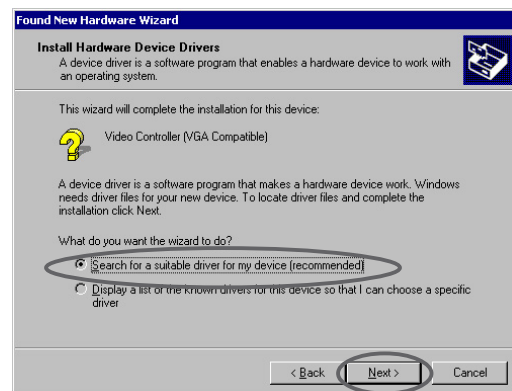 Found New Hardware Wizard
Install Hardware Device Drivers
A device driver is a software program that enables a hardware device to work with
an operating system.
This wizard will complete the installation for this device:
Video Controller (VGA Compatible)
A device driver is a software program that makes a hardware device work. Windows
needs driver files for your new device. To locate driver files and complete the
installation click Next.
What do you want the wizard to do?
Search for a suitable driver for my device (recommended)
Display a list of the known drivers for this device so that I can choose a specific
driver
< Back Next > Cancel